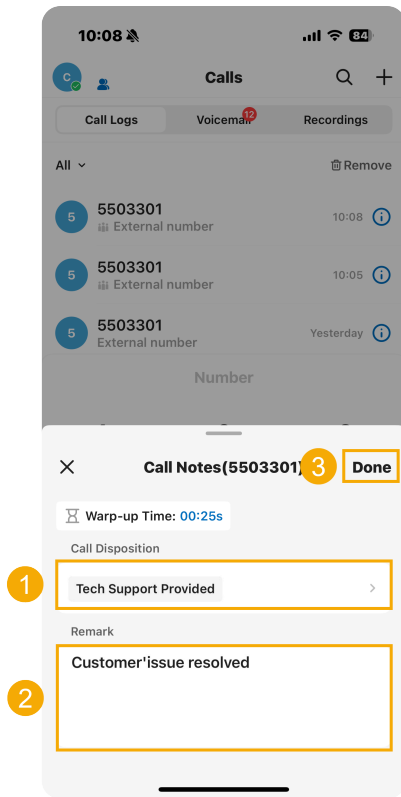 10:08
84
C
Calls
Call Logs
Voicemail
12
Recordings
All
Remove
5
5503301
External number
10:08
5
5503301
External number
10:05
5
5503301
External number
Yesterday
Number
Call Notes(5503301)
3
Done
Warp-up Time: 00:25s
Call Disposition
1
Tech Support Provided
Remark
2
Customer'issue resolved